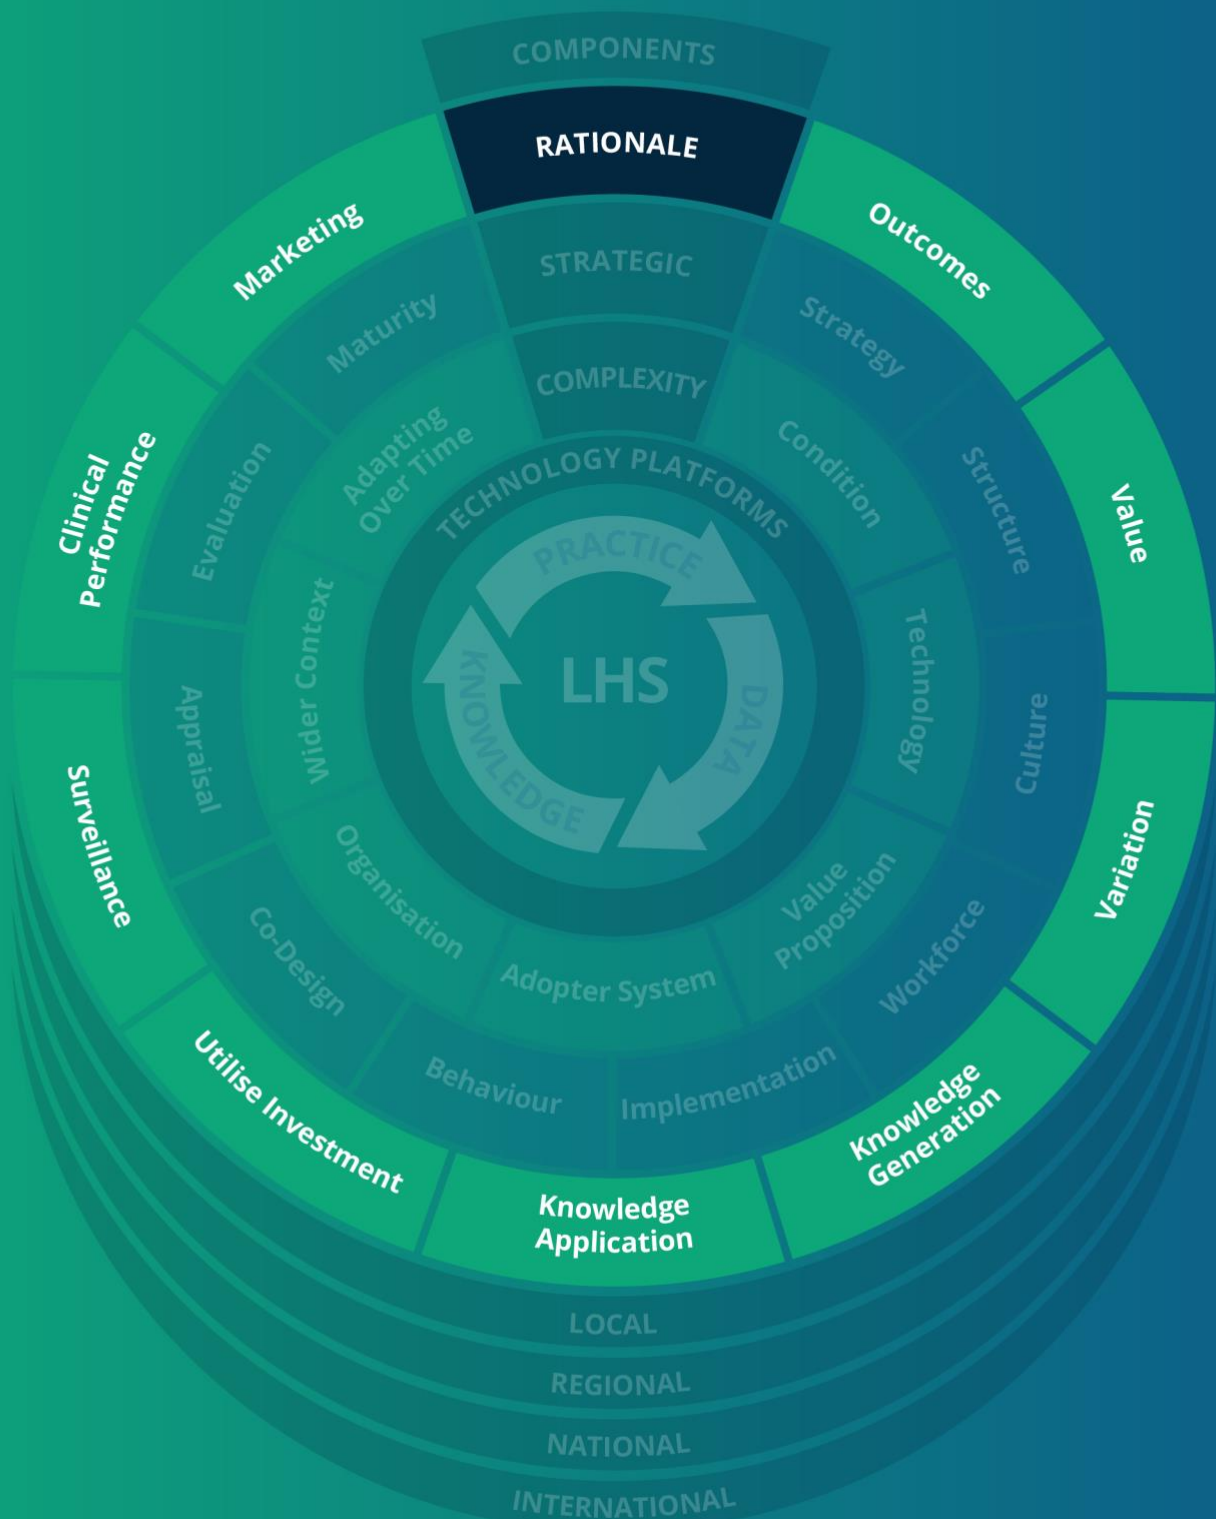 COMPONENTS
RATIONALE
Outcomes
Value
Variation
Knowledge
Generation
Knowledge
Application
Utilise Investment
Surveillance
Clinical
Performance
Marketing
STRATEGIC
Strategy
Structure
Culture
Workforce
Implementation
Behaviour
Co-Design
Appraisal
Evaluation
Maturity
COMPLEXITY
Condition
Technology
Value
Proposition
Adopter System
Organisation
Wider Context
Adapting
Over Time
TECHNOLOGY PLATFORMS
PRACTICE
DATA
KNOWLEDGE
LHS
LOCAL
REGIONAL
NATIONAL
INTERNATIONAL